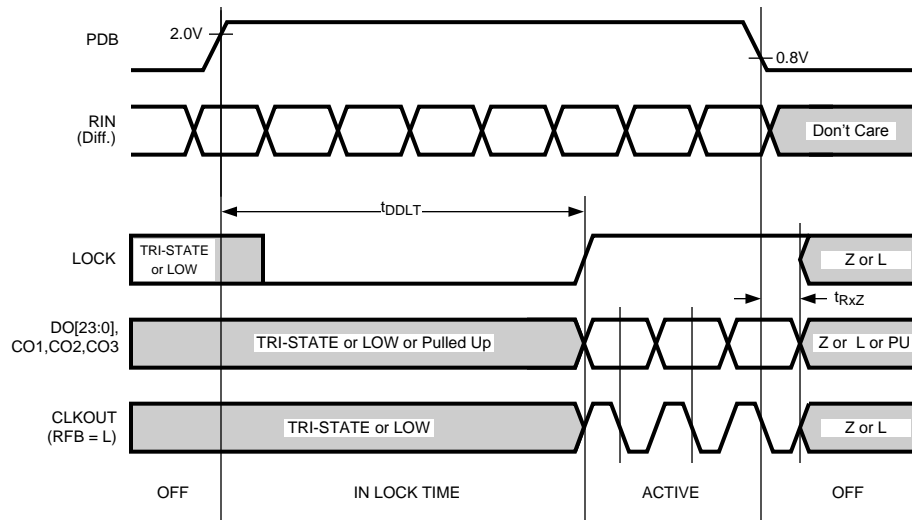 PDB
2.0V
0.8V
RIN
(Diff.)
Don't Care
tDDLT
LOCK
TRI-STATE
or LOW
Z or L
tRxZ
DO[23:0],
CO1,CO2,CO3
TRI-STATE or LOW or Pulled Up
Z or L or PU
CLKOUT
(RFB = L)
TRI-STATE or LOW
Z or L
OFF
IN LOCK TIME
ACTIVE
OFF